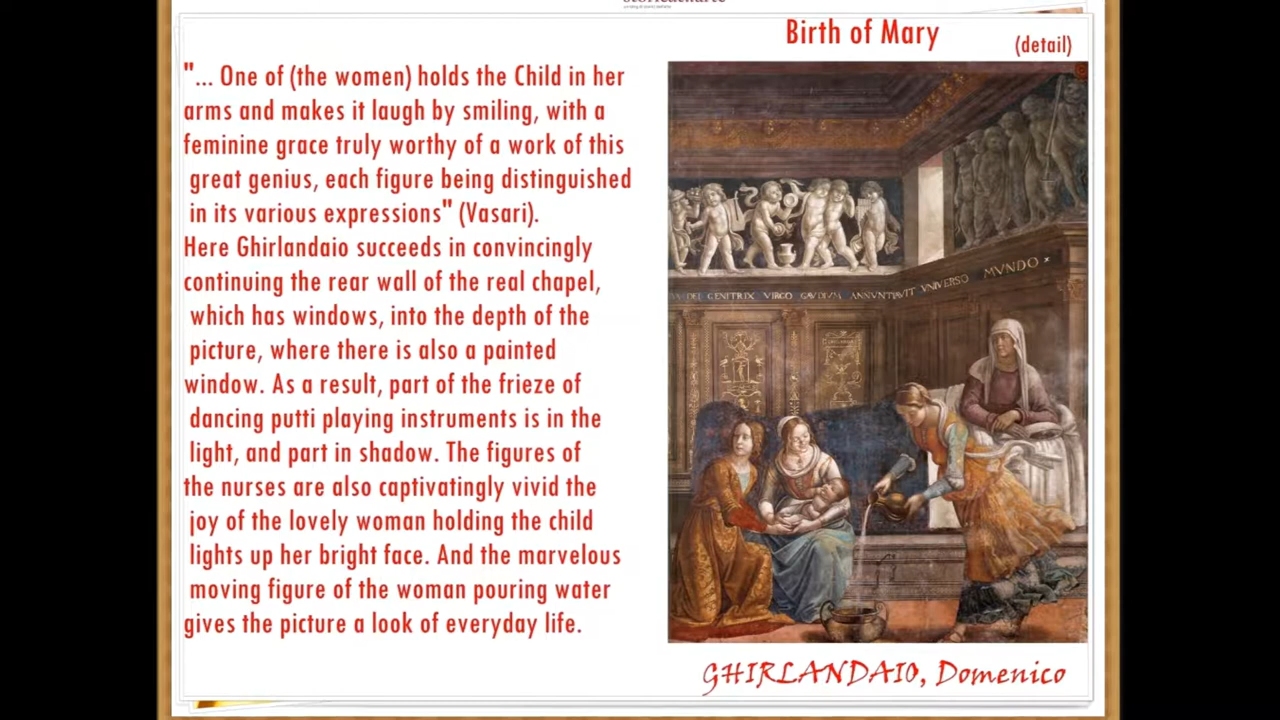 Birth of Mary
(detail)
"... One of (the women) holds the Child in her
arms and makes it laugh by smiling, with a
feminine grace truly worthy of a work of this
great genius, each figure being distinguished
in its various expressions" (Vasari).
Here Ghirlandaio succeeds in convincingly
continuing the rear wall of the real chapel,
which has windows, into the depth of the
picture, where there is also a painted
window. As a result, part of the frieze of
dancing putti playing instruments is in the
light, and part in shadow. The figures of
the nurses are also captivatingly vivid the
joy of the lovely woman holding the child
lights up her bright face. And the marvelous
moving figure of the woman pouring water
gives the picture a look of everyday life.
DEI GENITRIX VIRGO GAUDIUM ANNUNTIAVIT UNIVERSO MUNDO
GHIRLANDAIO, Domenico